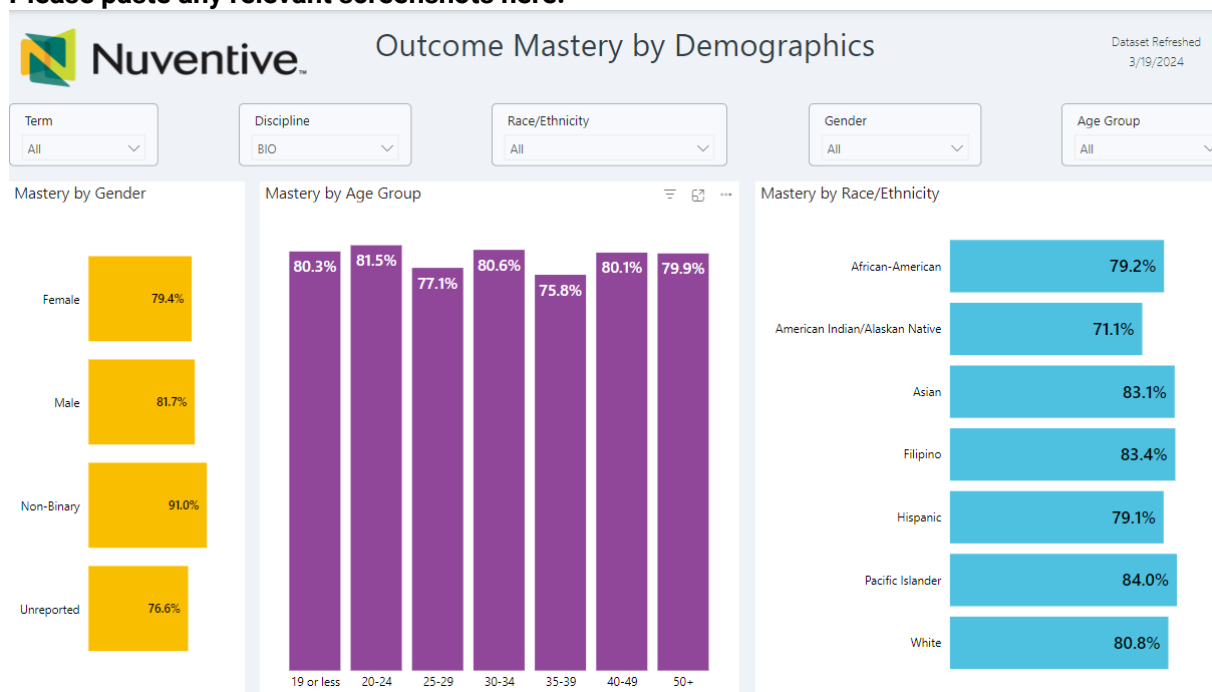 Please paste any relevant screenshots here.
Nuventive™
Outcome Mastery by Demographics
Dataset Refreshed
3/19/2024
Term
All
Discipline
BIO
Race/Ethnicity
All
Gender
All
Age Group
All
Mastery by Gender
Female 79.4%
Male 81.7%
Non-Binary 91.0%
Unreported 76.6%
Mastery by Age Group
80.3% 81.5% 77.1% 80.6% 75.8% 80.1% 79.9%
19 or less 20-24 25-29 30-34 35-39 40-49 50+
Mastery by Race/Ethnicity
African-American 79.2%
American Indian/Alaskan Native 71.1%
Asian 83.1%
Filipino 83.4%
Hispanic 79.1%
Pacific Islander 84.0%
White 80.8%